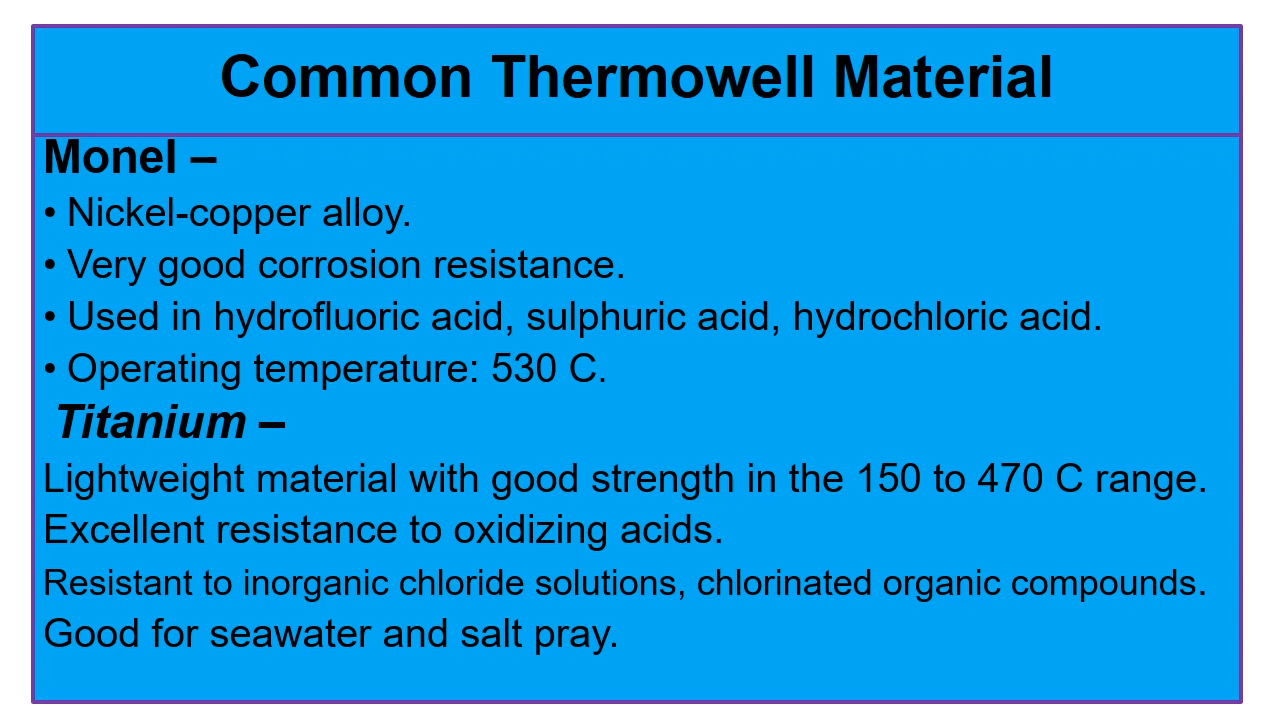 Common Thermowell Material
Monel –
• Nickel-copper alloy.
• Very good corrosion resistance.
• Used in hydrofluoric acid, sulphuric acid, hydrochloric acid.
• Operating temperature: 530 C.
Titanium –
Lightweight material with good strength in the 150 to 470 C range.
Excellent resistance to oxidizing acids.
Resistant to inorganic chloride solutions, chlorinated organic compounds.
Good for seawater and salt pray.